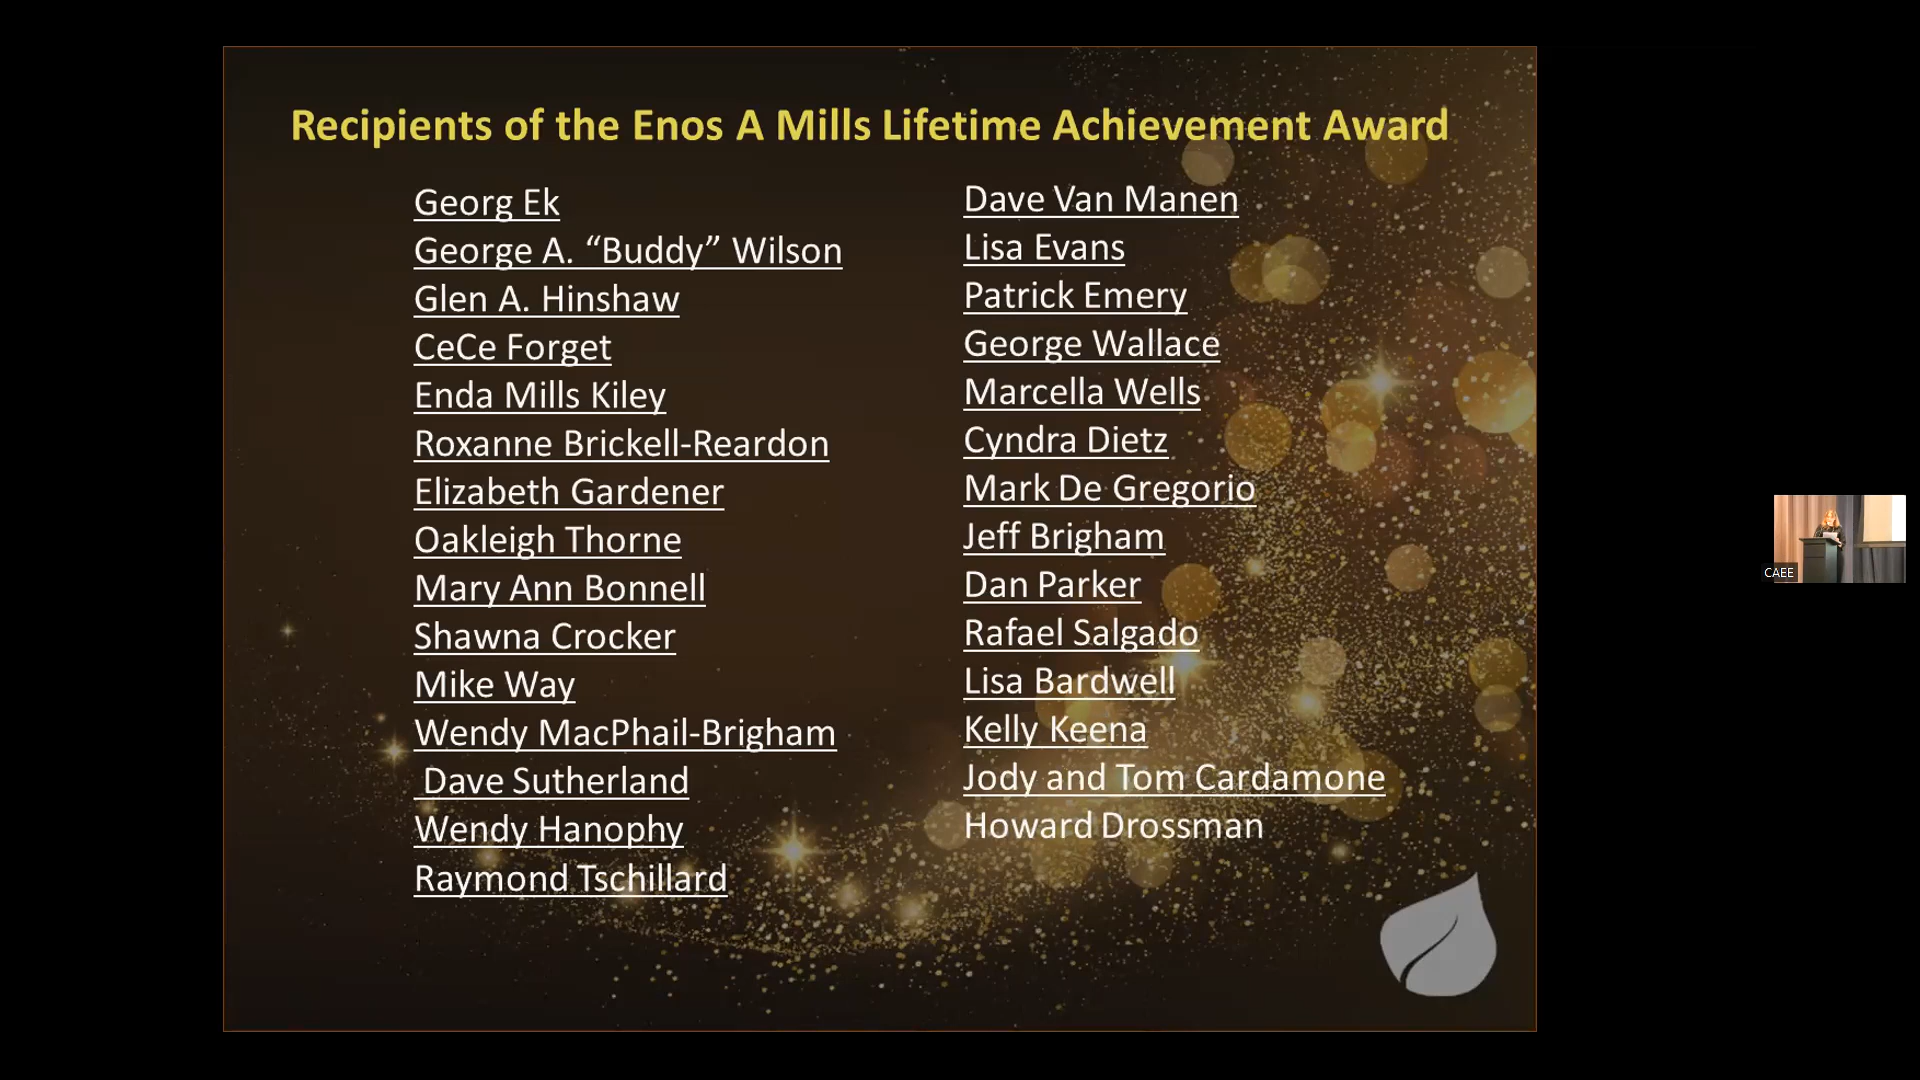 Recipients of the Enos A Mills Lifetime Achievement Award
Georg Ek
George A. “Buddy” Wilson
Glen A. Hinshaw
CeCe Forget
Enda Mills Kiley
Roxanne Brickell-Reardon
Elizabeth Gardener
Oakleigh Thorne
Mary Ann Bonnell
Shawna Crocker
Mike Way
Wendy MacPhail-Brigham
Dave Sutherland
Wendy Hanophy
Raymond Tschillard
Dave Van Manen
Lisa Evans
Patrick Emery
George Wallace
Marcella Wells
Cyndra Dietz
Mark De Gregorio
Jeff Brigham
Dan Parker
Rafael Salgado
Lisa Bardwell
Kelly Keena
Jody and Tom Cardamone
Howard Drossman
CAEE